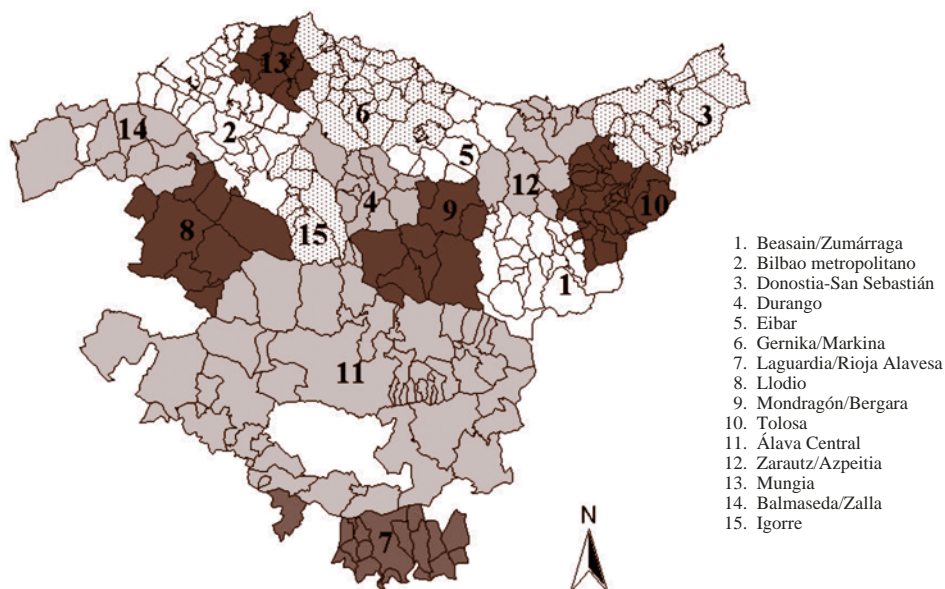 13
3
14
6
2
5
12
4
10
9
8
15
1
11
7
N
1. Beasain/Zumárraga
2. Bilbao metropolitano
3. Donostia-San Sebastián
4. Durango
5. Eibar
6. Gernika/Markina
7. Laguardia/Rioja Alavesa
8. Llodio
9. Mondragón/Bergara
10. Tolosa
11. Álava Central
12. Zarautz/Azpeitia
13. Mungia
14. Balmaseda/Zalla
15. Igorre